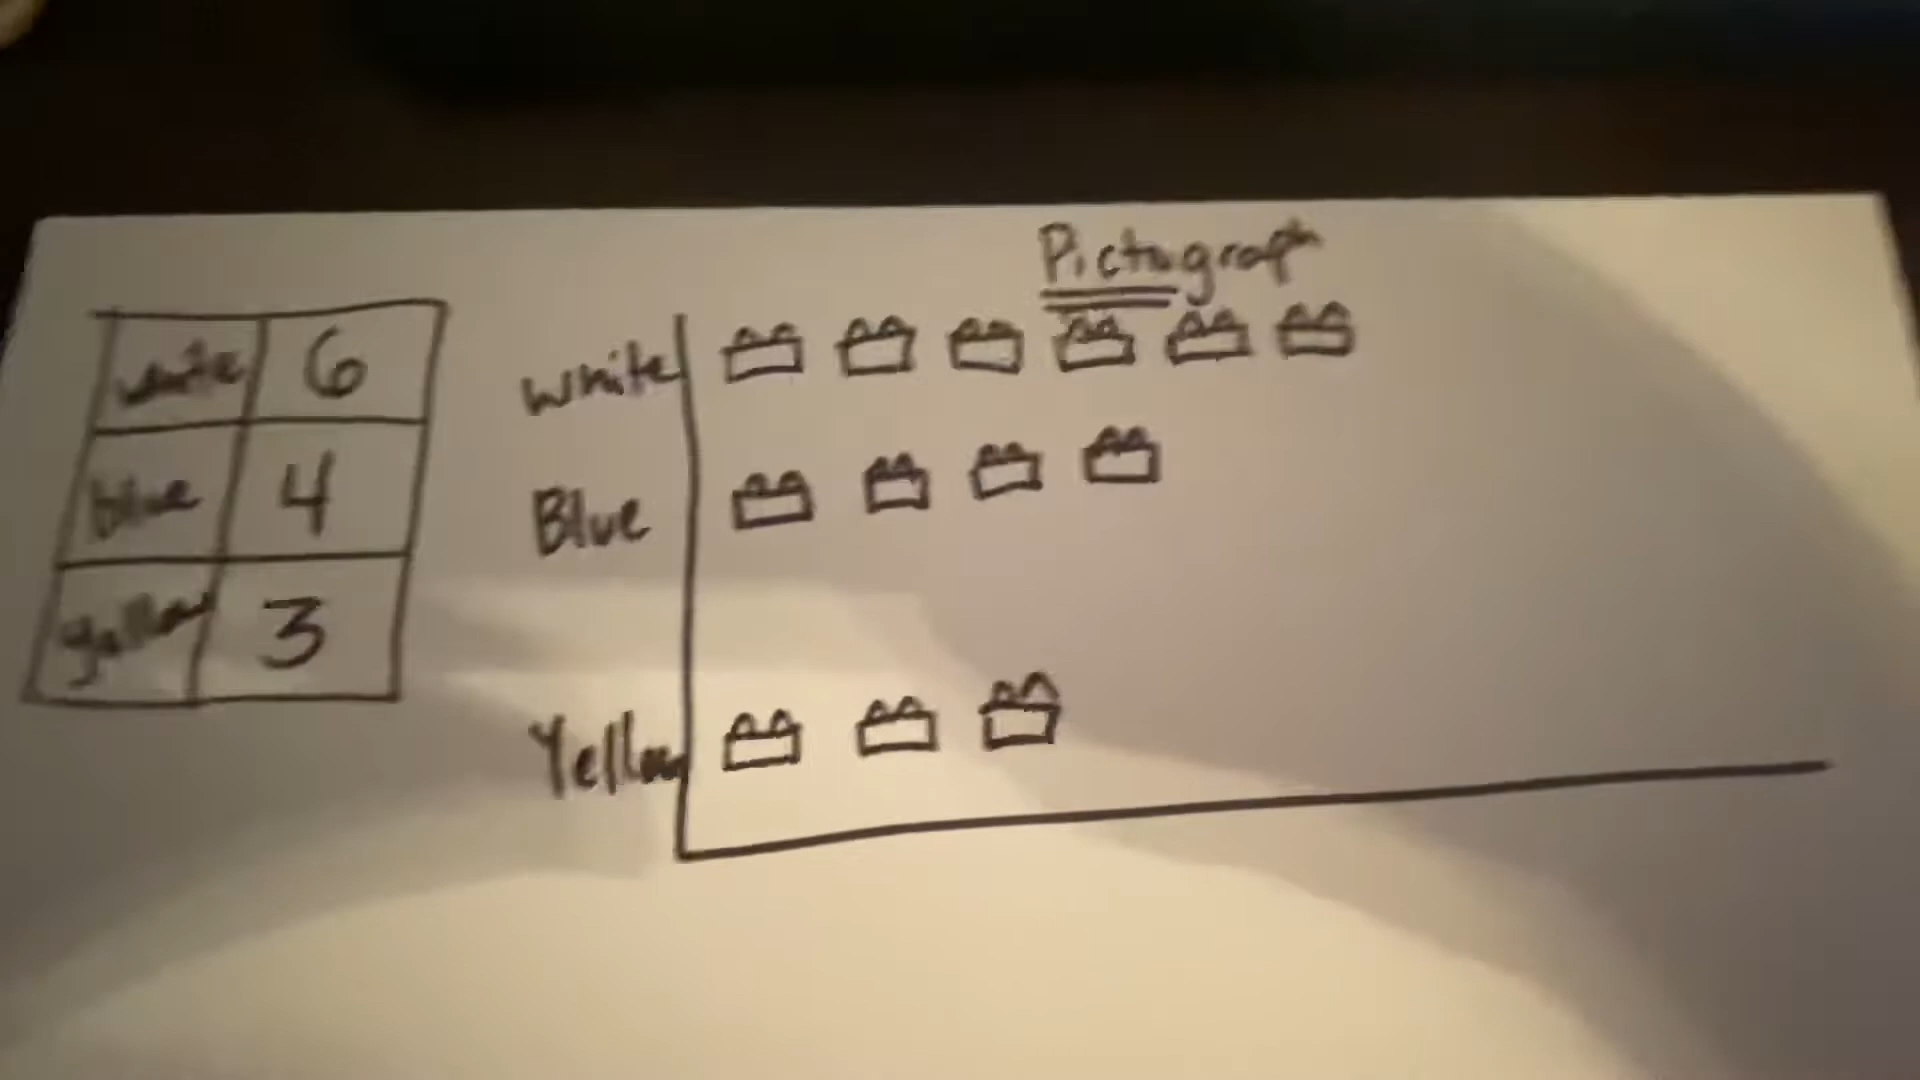 Pictograph
white 6
blue 4
yellow 3
white
Blue
Yellow